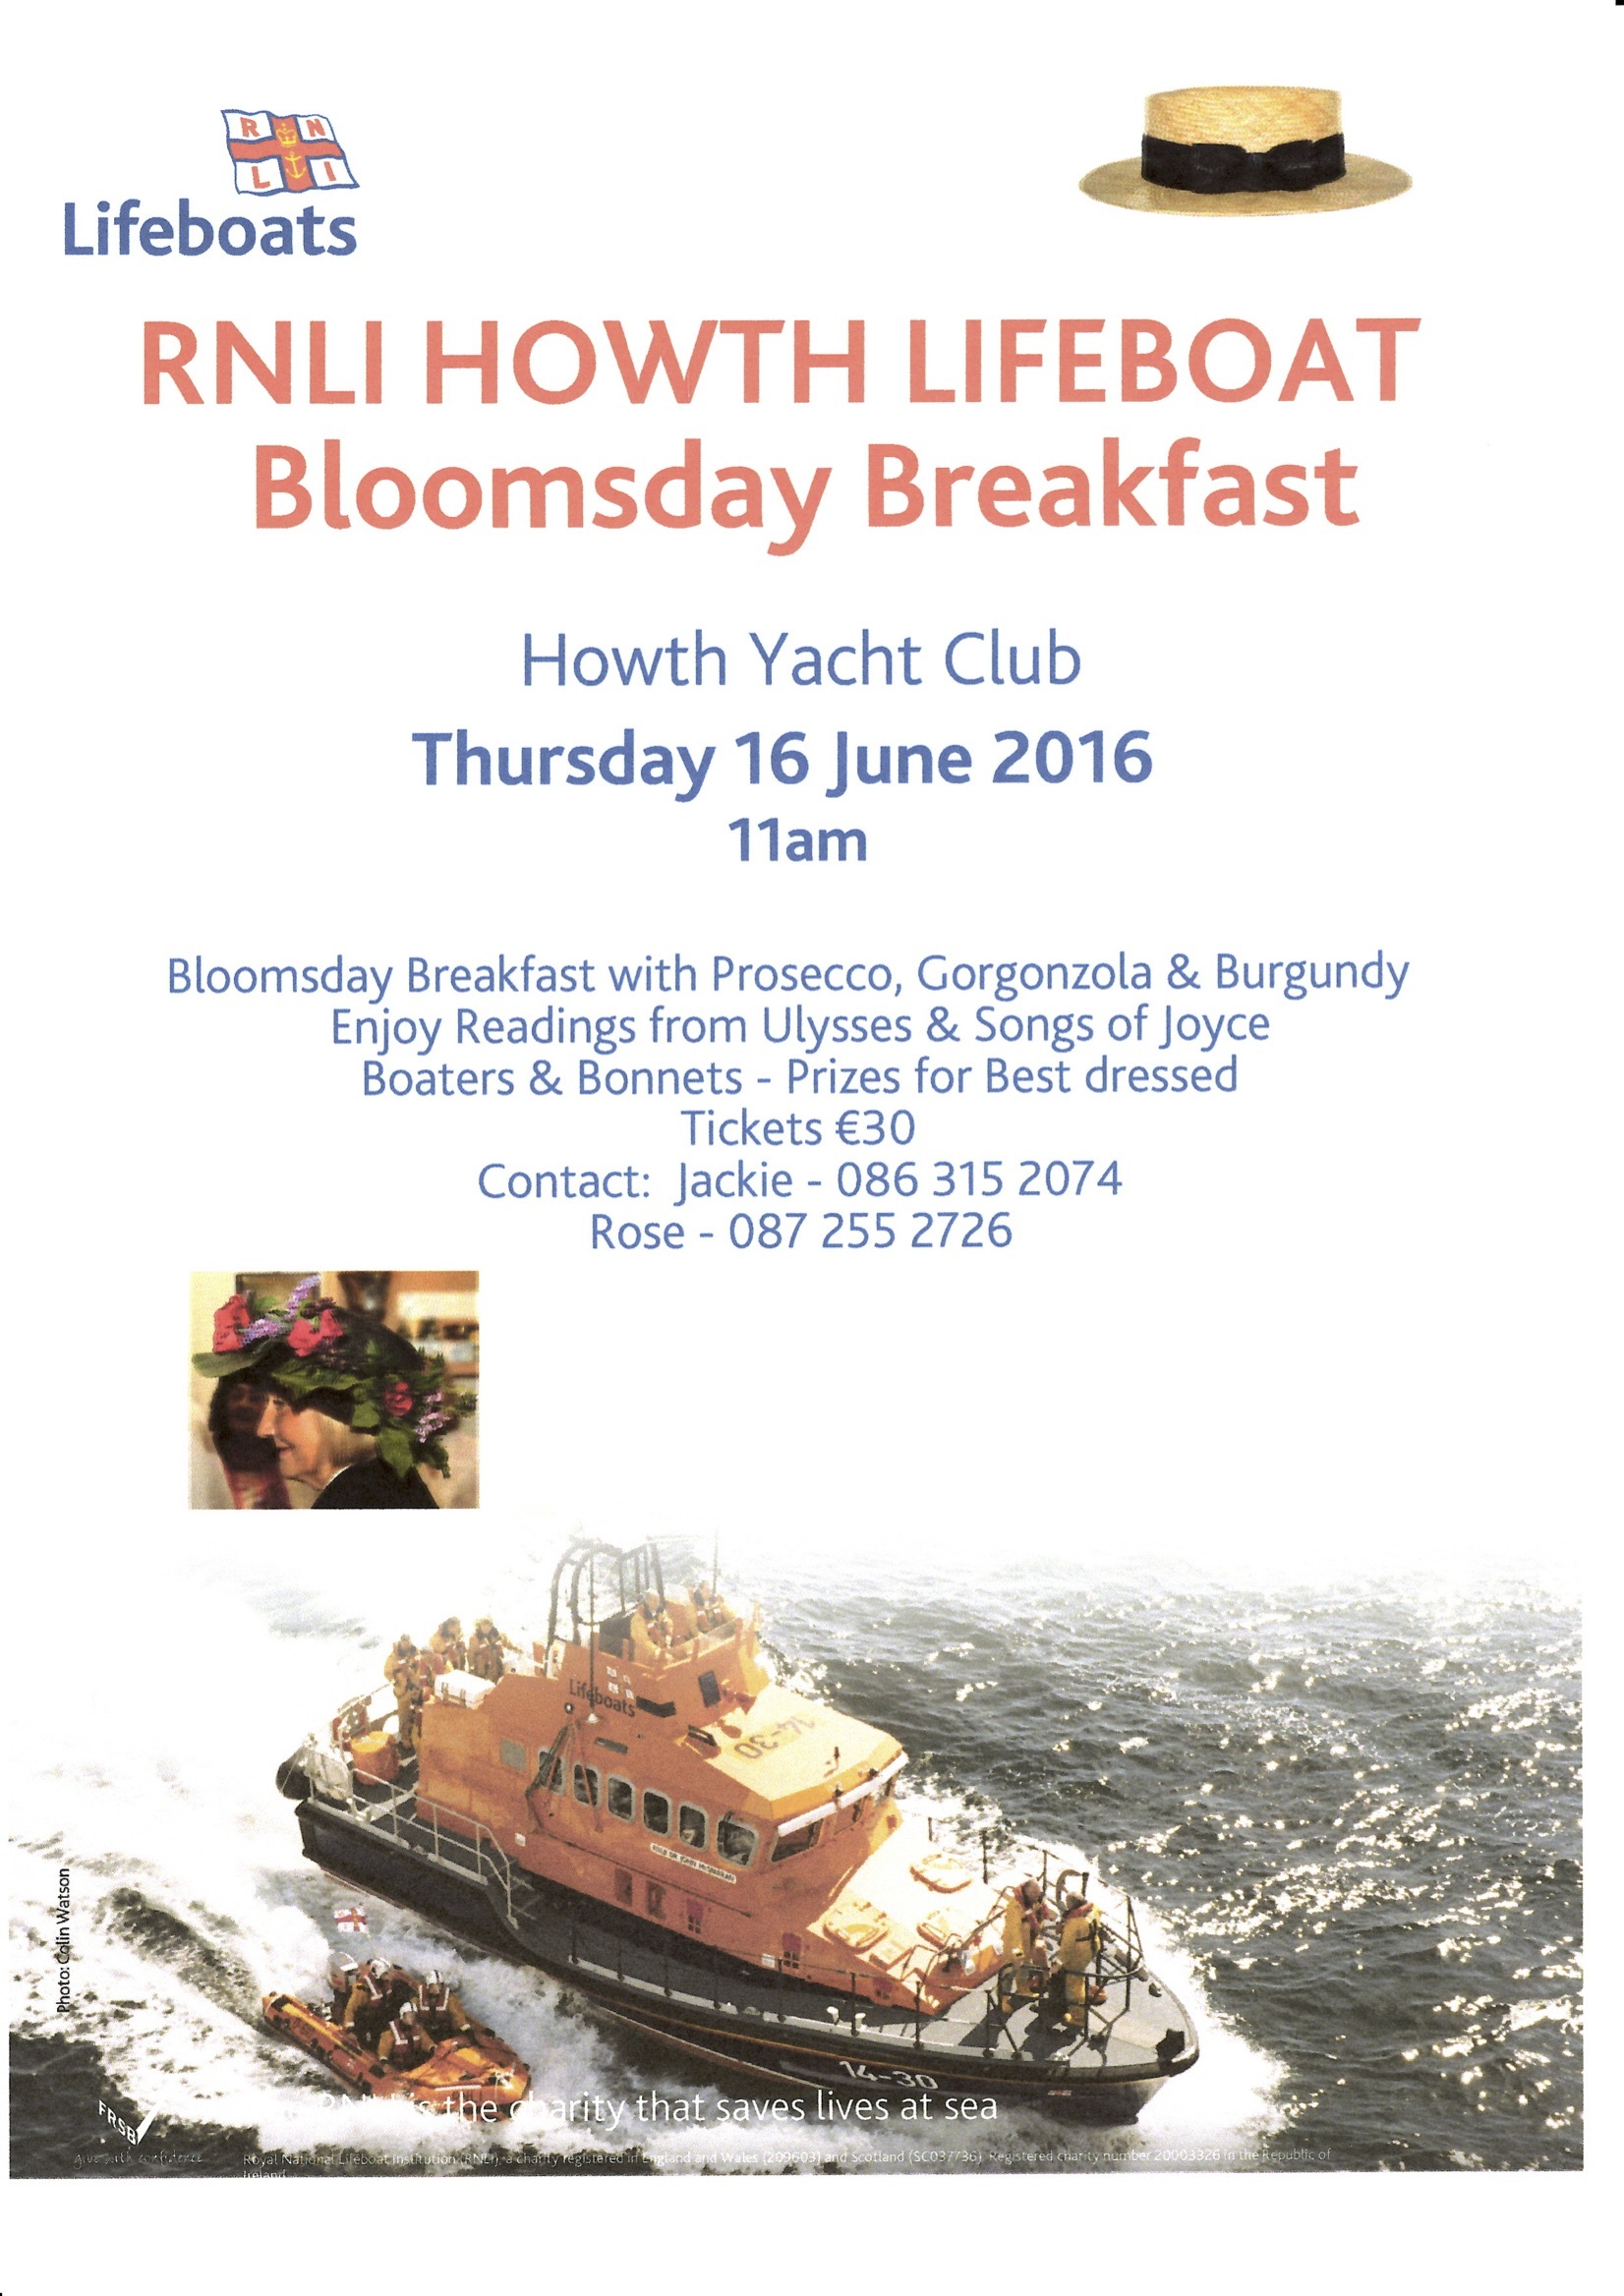 R N
L I
Lifeboats
RNLI HOWTH LIFEBOAT
Bloomsday Breakfast
Howth Yacht Club
Thursday 16 June 2016
11am
Bloomsday Breakfast with Prosecco, Gorgonzola & Burgundy
Enjoy Readings from Ulysses & Songs of Joyce
Boaters & Bonnets - Prizes for Best dressed
Tickets €30
Contact: Jackie - 086 315 2074
Rose - 087 255 2726
Lifeboats
14-30
14-30
Photo: Colin Watson
the charity that saves lives at sea
FRSB
give with confidence
Royal National Lifeboat Institution (RNLI), a charity registered in England and Wales (209603) and Scotland (SC037736). Registered charity number 20003326 in the Republic of
Ireland